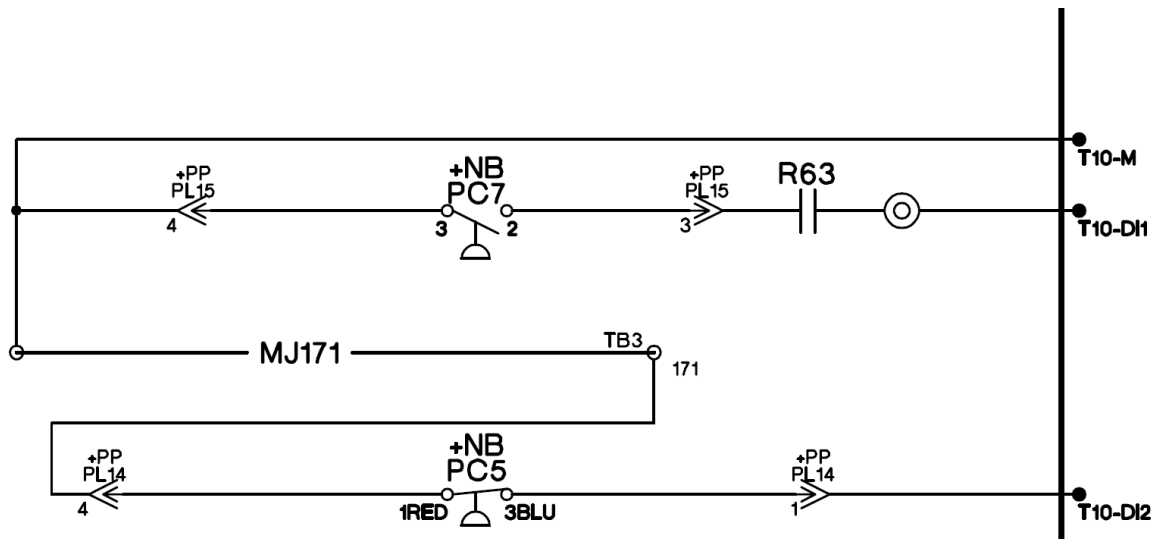 T10-M
+PP
PL15
4
+NB
PC7
3
2
+PP
PL15
3
R63
T10-DI1
MJ171
TB3
171
+PP
PL14
4
+NB
PC5
1RED
3BLU
+PP
PL14
1
T10-DI2